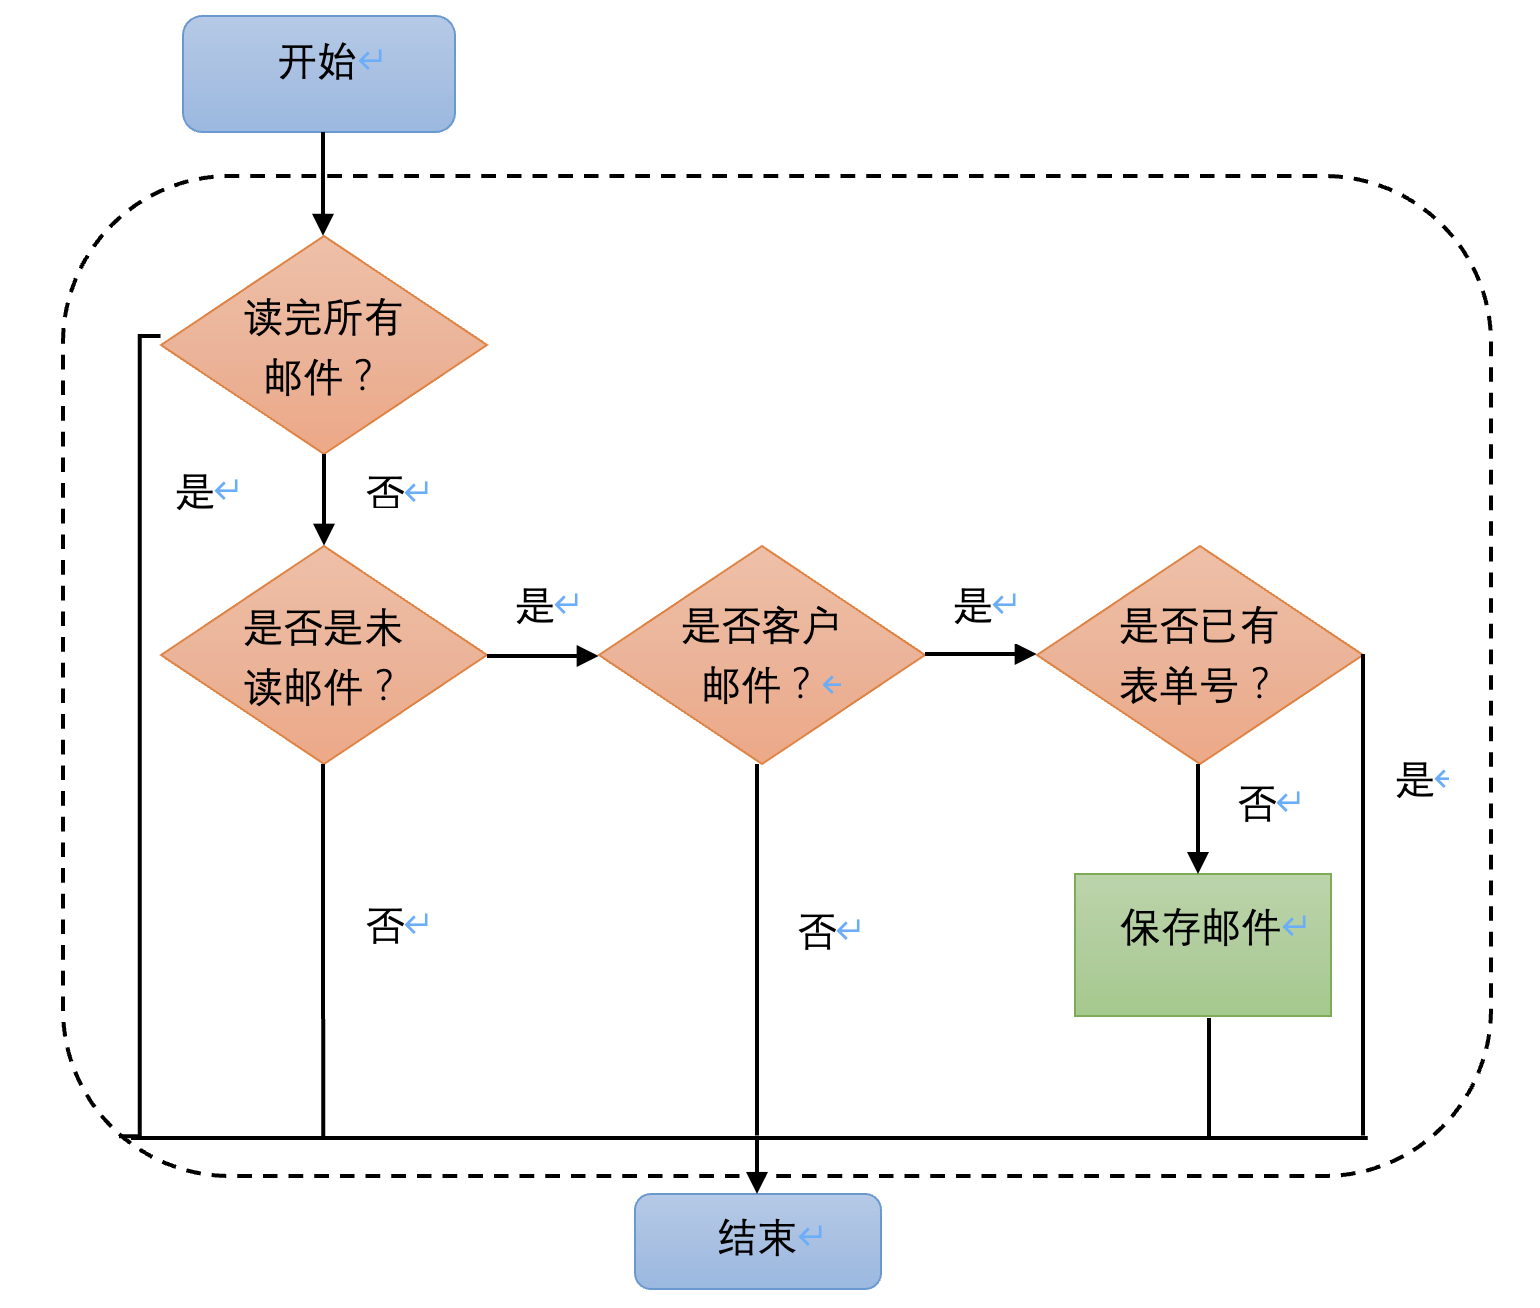 开始
读完所有
邮件？
是
否
是否是未
读邮件？
是
是否客户
邮件？
是
是否已有
表单号？
是
否
否
否
保存邮件
结束